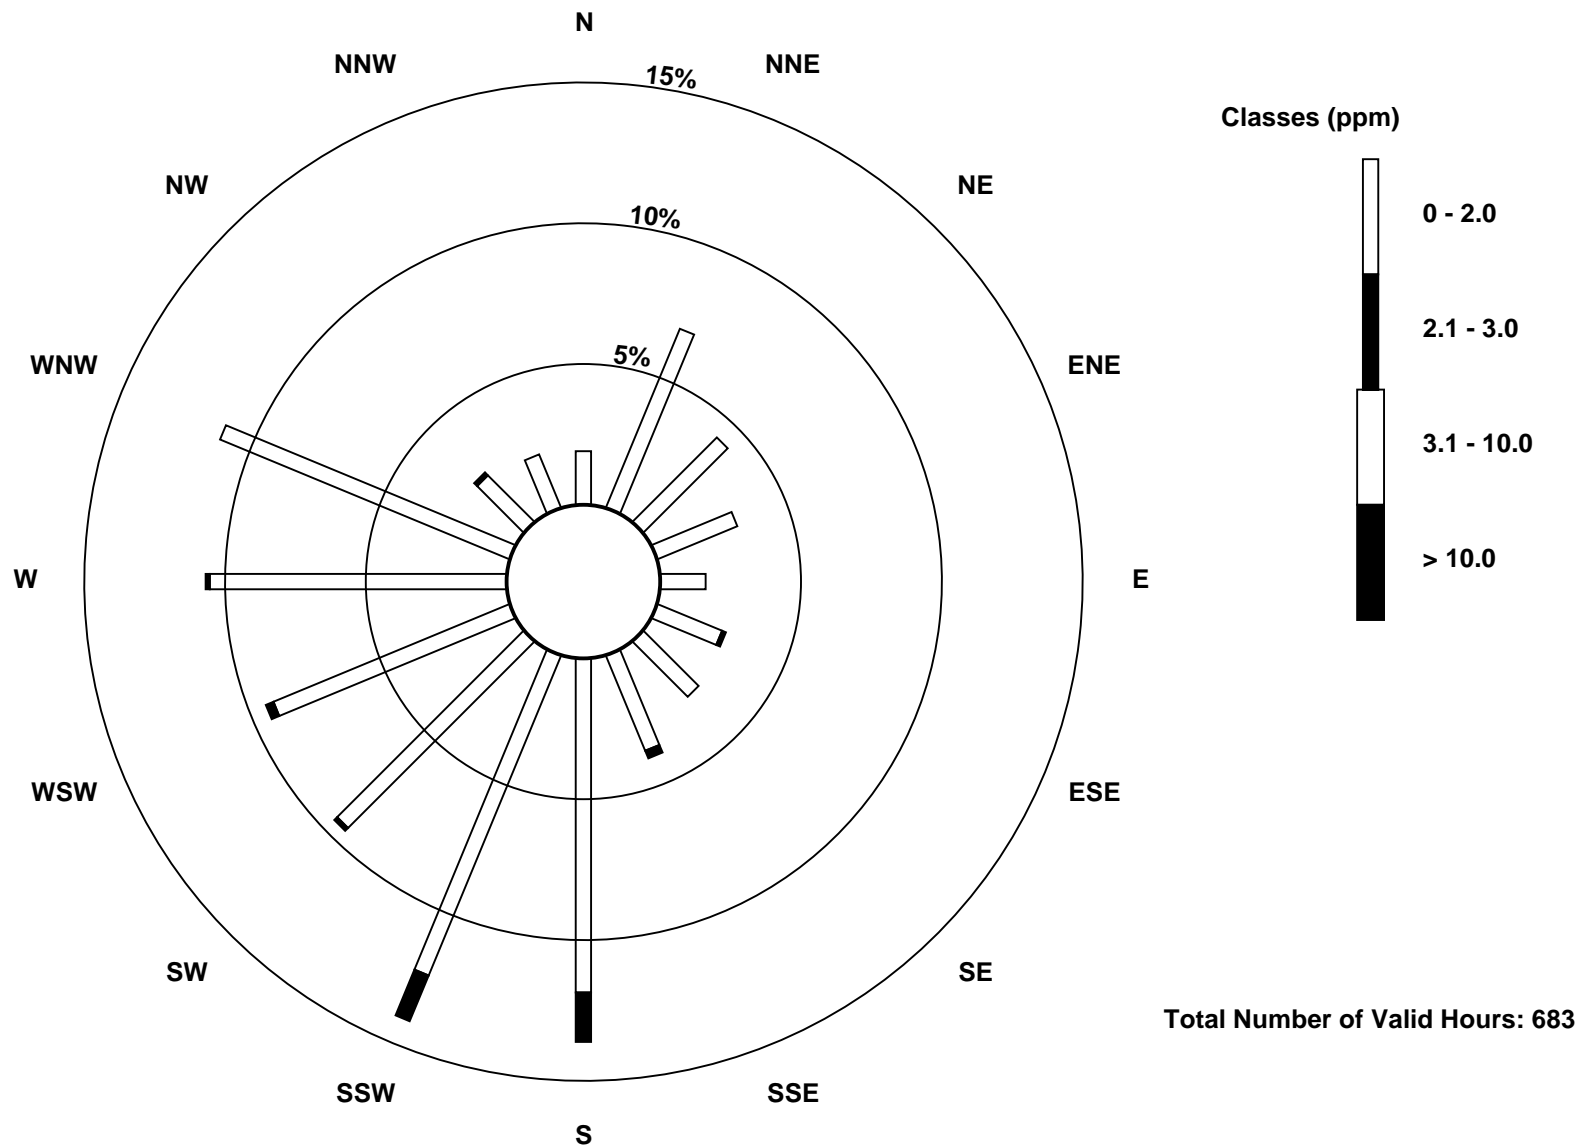 N
NNW
NNE
15%
Classes (ppm)
NW
NE
0 - 2.0
10%
2.1 - 3.0
5%
WNW
ENE
3.1 - 10.0
> 10.0
W
E
WSW
ESE
SW
SE
Total Number of Valid Hours: 683
SSW
SSE
S